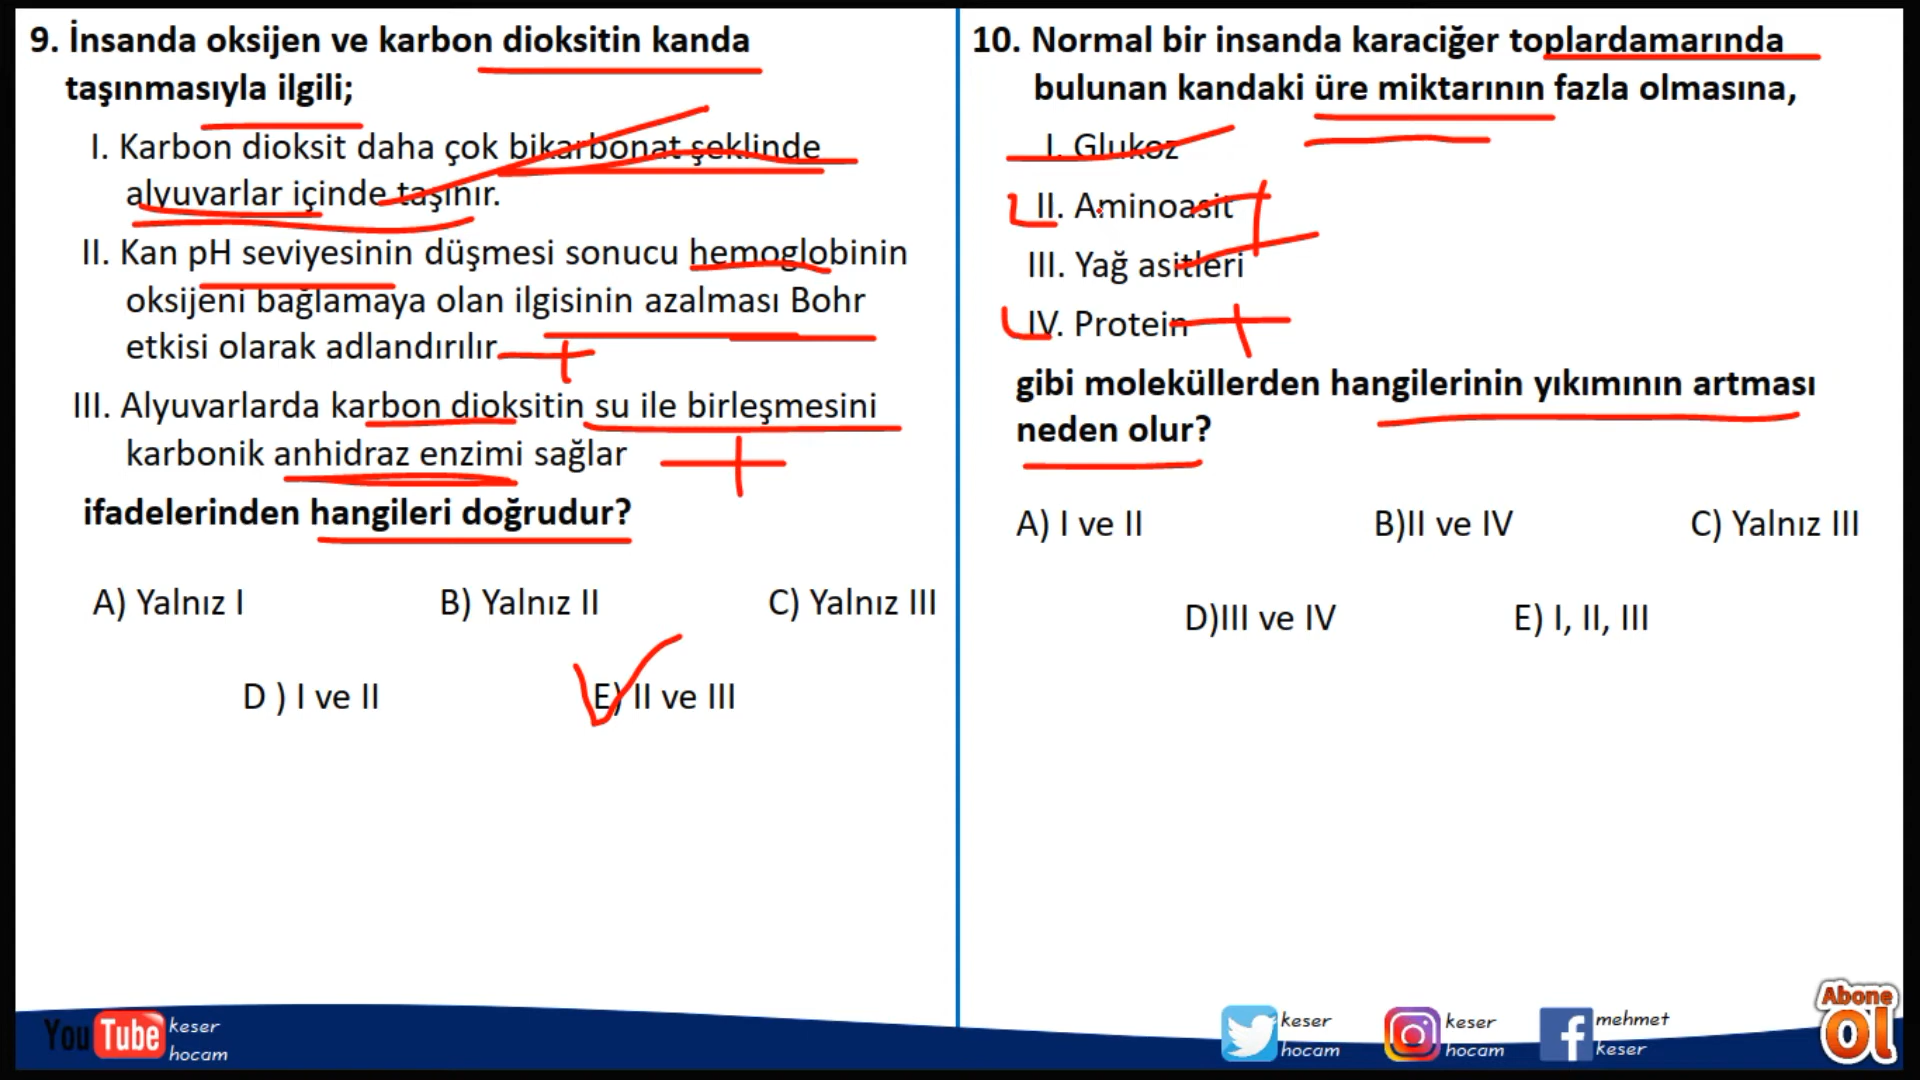 9. İnsanda oksijen ve karbon dioksitin kanda
taşınmasıyla ilgili;
I. Karbon dioksit daha çok bikarbonat şeklinde
alyuvarlar içinde taşınır.
II. Kan pH seviyesinin düşmesi sonucu hemoglobinin
oksijeni bağlamaya olan ilgisinin azalması Bohr
etkisi olarak adlandırılır.
III. Alyuvarlarda karbon dioksitin su ile birleşmesini
karbonik anhidraz enzimi sağlar
ifadelerinden hangileri doğrudur?
A) Yalnız I B) Yalnız II C) Yalnız III
D ) I ve II E) II ve III
10. Normal bir insanda karaciğer toplardamarında
bulunan kandaki üre miktarının fazla olmasına,
I. Glukoz
II. Aminoasit
III. Yağ asitleri
IV. Protein
gibi moleküllerden hangilerinin yıkımının artması
neden olur?
A) I ve II B)II ve IV C) Yalnız III
D)III ve IV E) I, II, III
YouTube keser
hocam
keser
hocam
keser
hocam
mehmet
keser
Abone
Ol